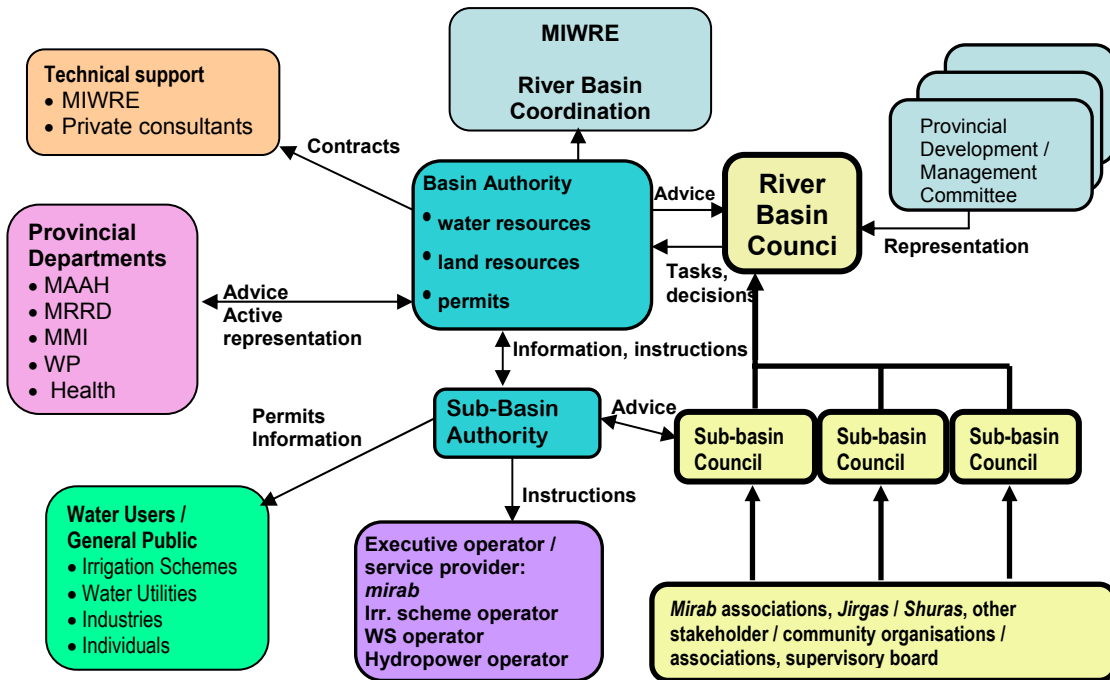 MIWRE
River Basin
Coordination
Technical support
• MIWRE
• Private consultants
Contracts
Provincial
Development /
Management
Committee
Basin Authority
• water resources
• land resources
• permits
Advice
River
Basin
Counci
Representation
Tasks,
decisions
Provincial
Departments
• MAAH
• MRRD
• MMI
• WP
• Health
Advice
Active
representation
Information, instructions
Sub-Basin
Authority
Advice
Permits
Information
Sub-basin
Council
Sub-basin
Council
Sub-basin
Council
Instructions
Water Users /
General Public
• Irrigation Schemes
• Water Utilities
• Industries
• Individuals
Executive operator /
service provider:
mirab
Irr. scheme operator
WS operator
Hydropower operator
Mirab associations, Jirgas / Shuras, other
stakeholder / community organisations /
associations, supervisory board